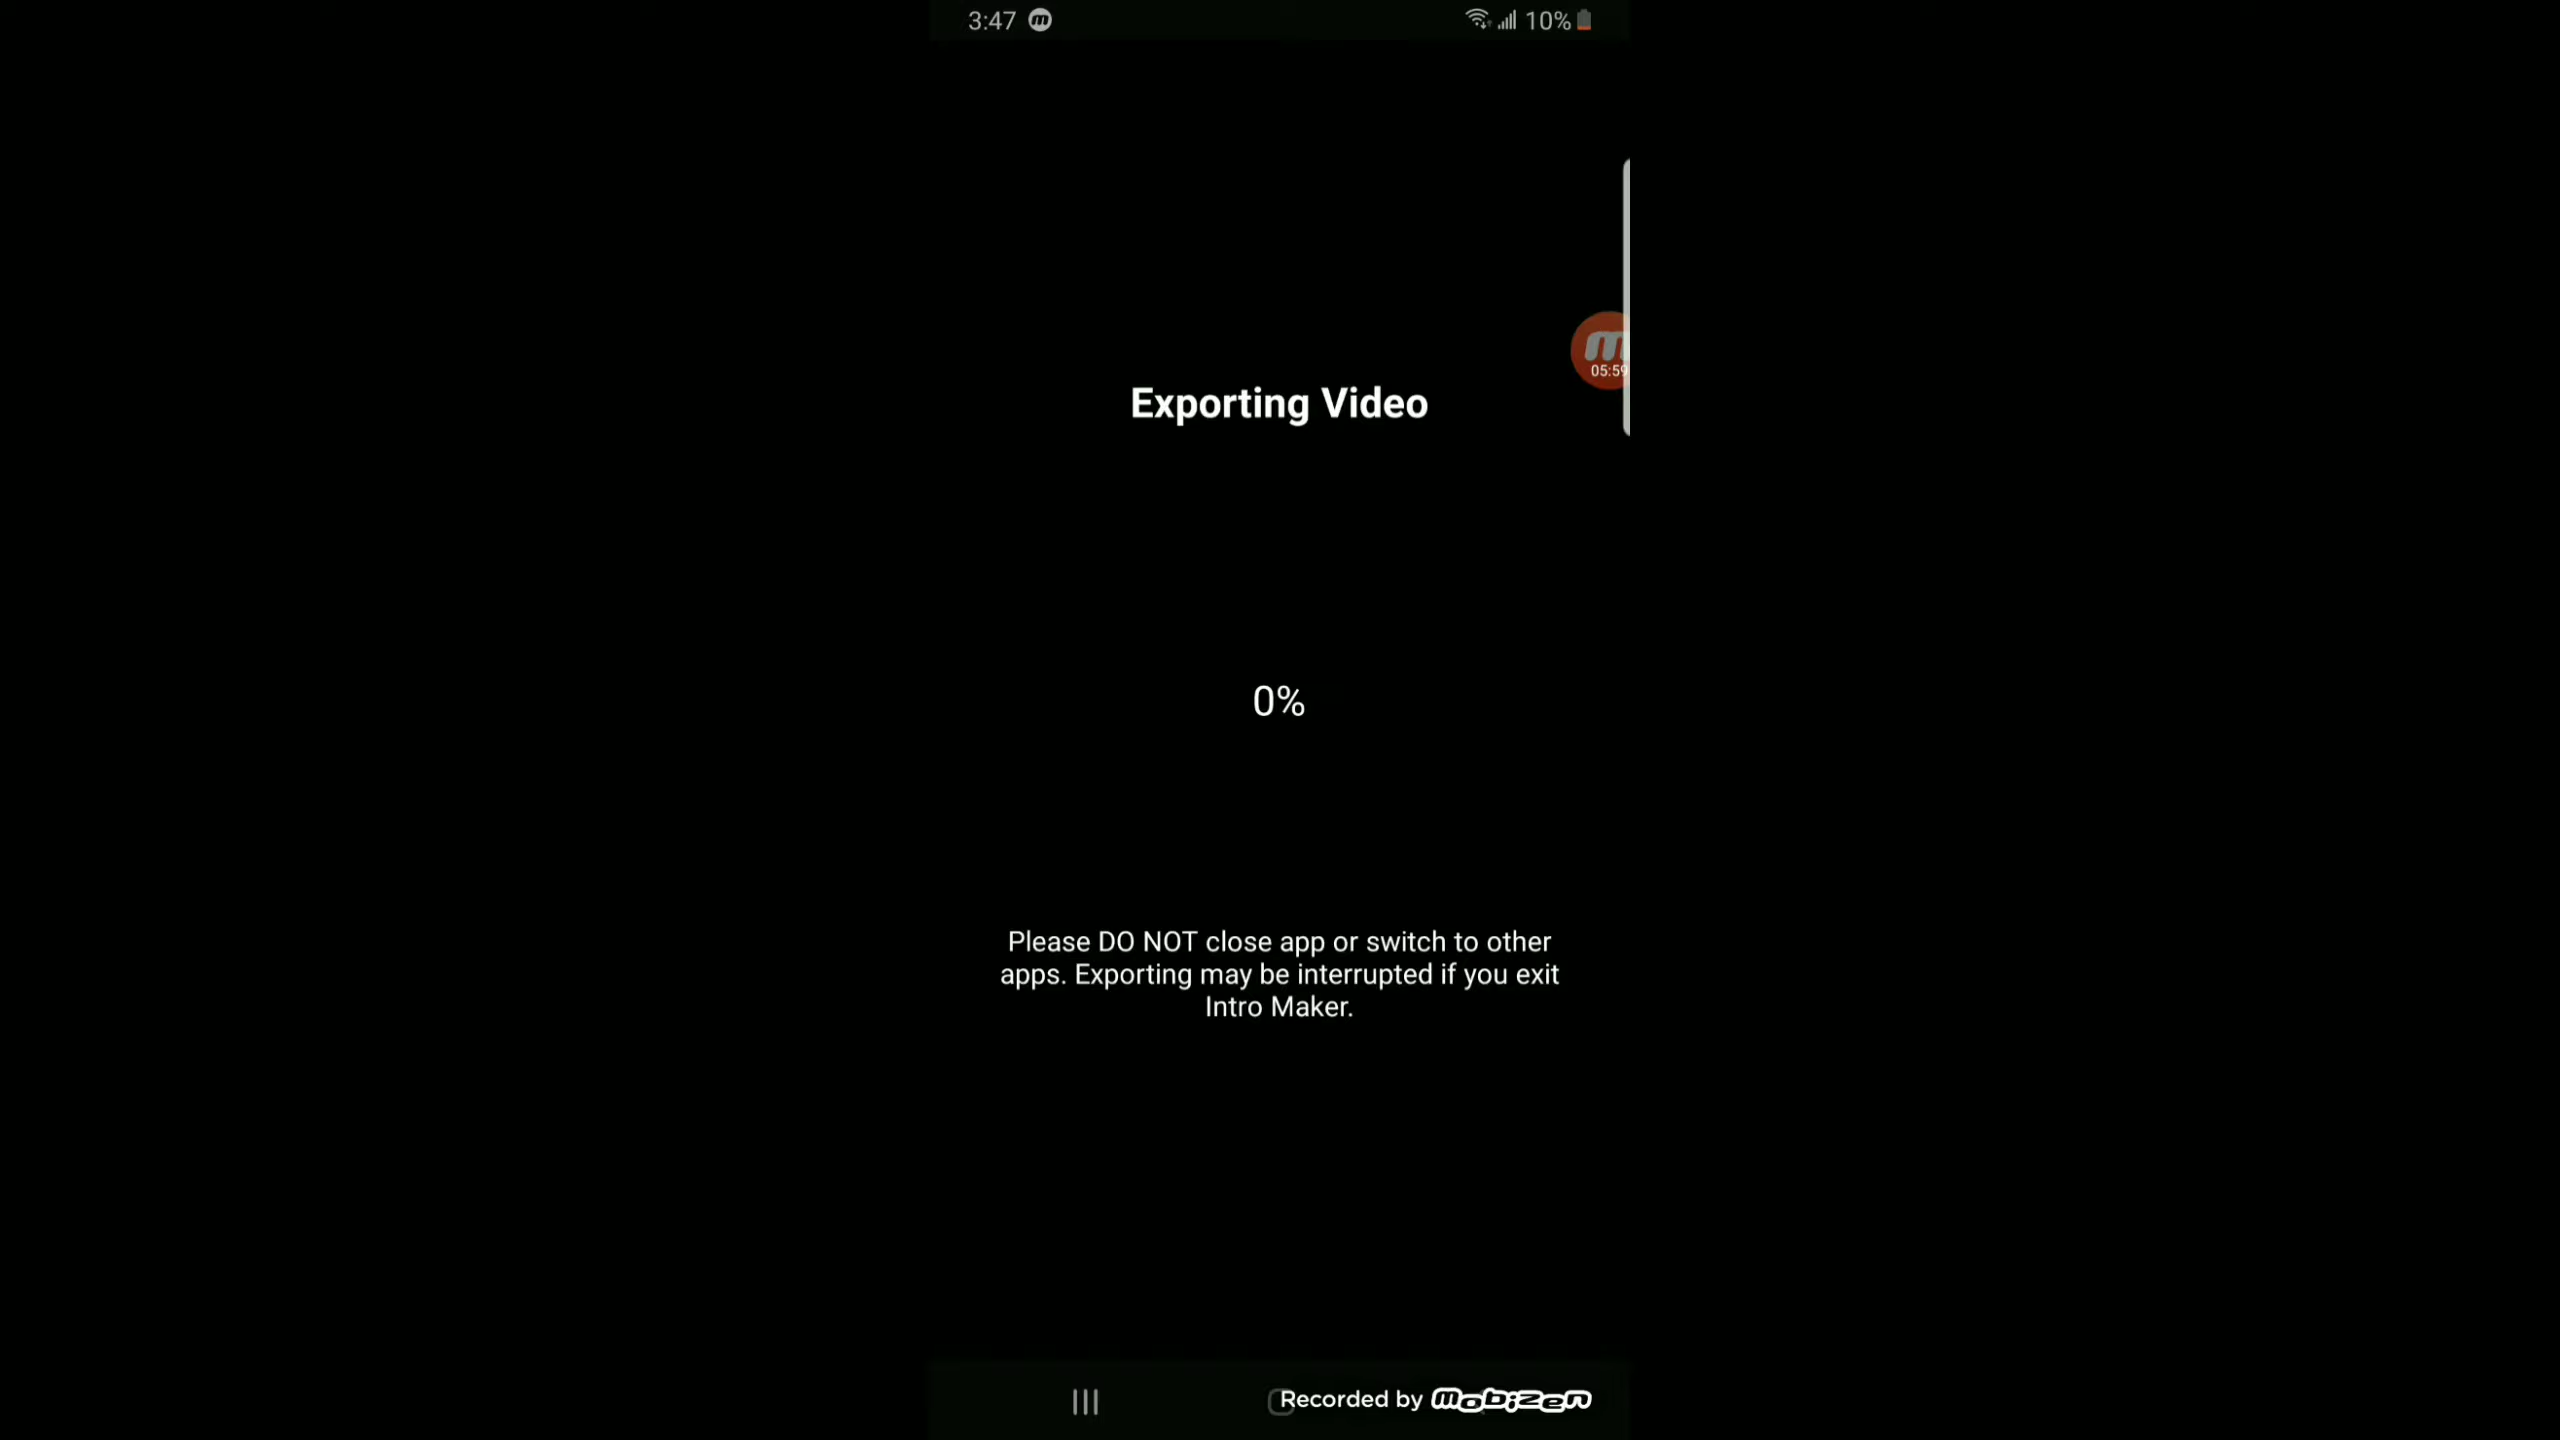 3:47
10%
05:59
Exporting Video
0%
Please DO NOT close app or switch to other
apps. Exporting may be interrupted if you exit
Intro Maker.
Recorded by mobizen